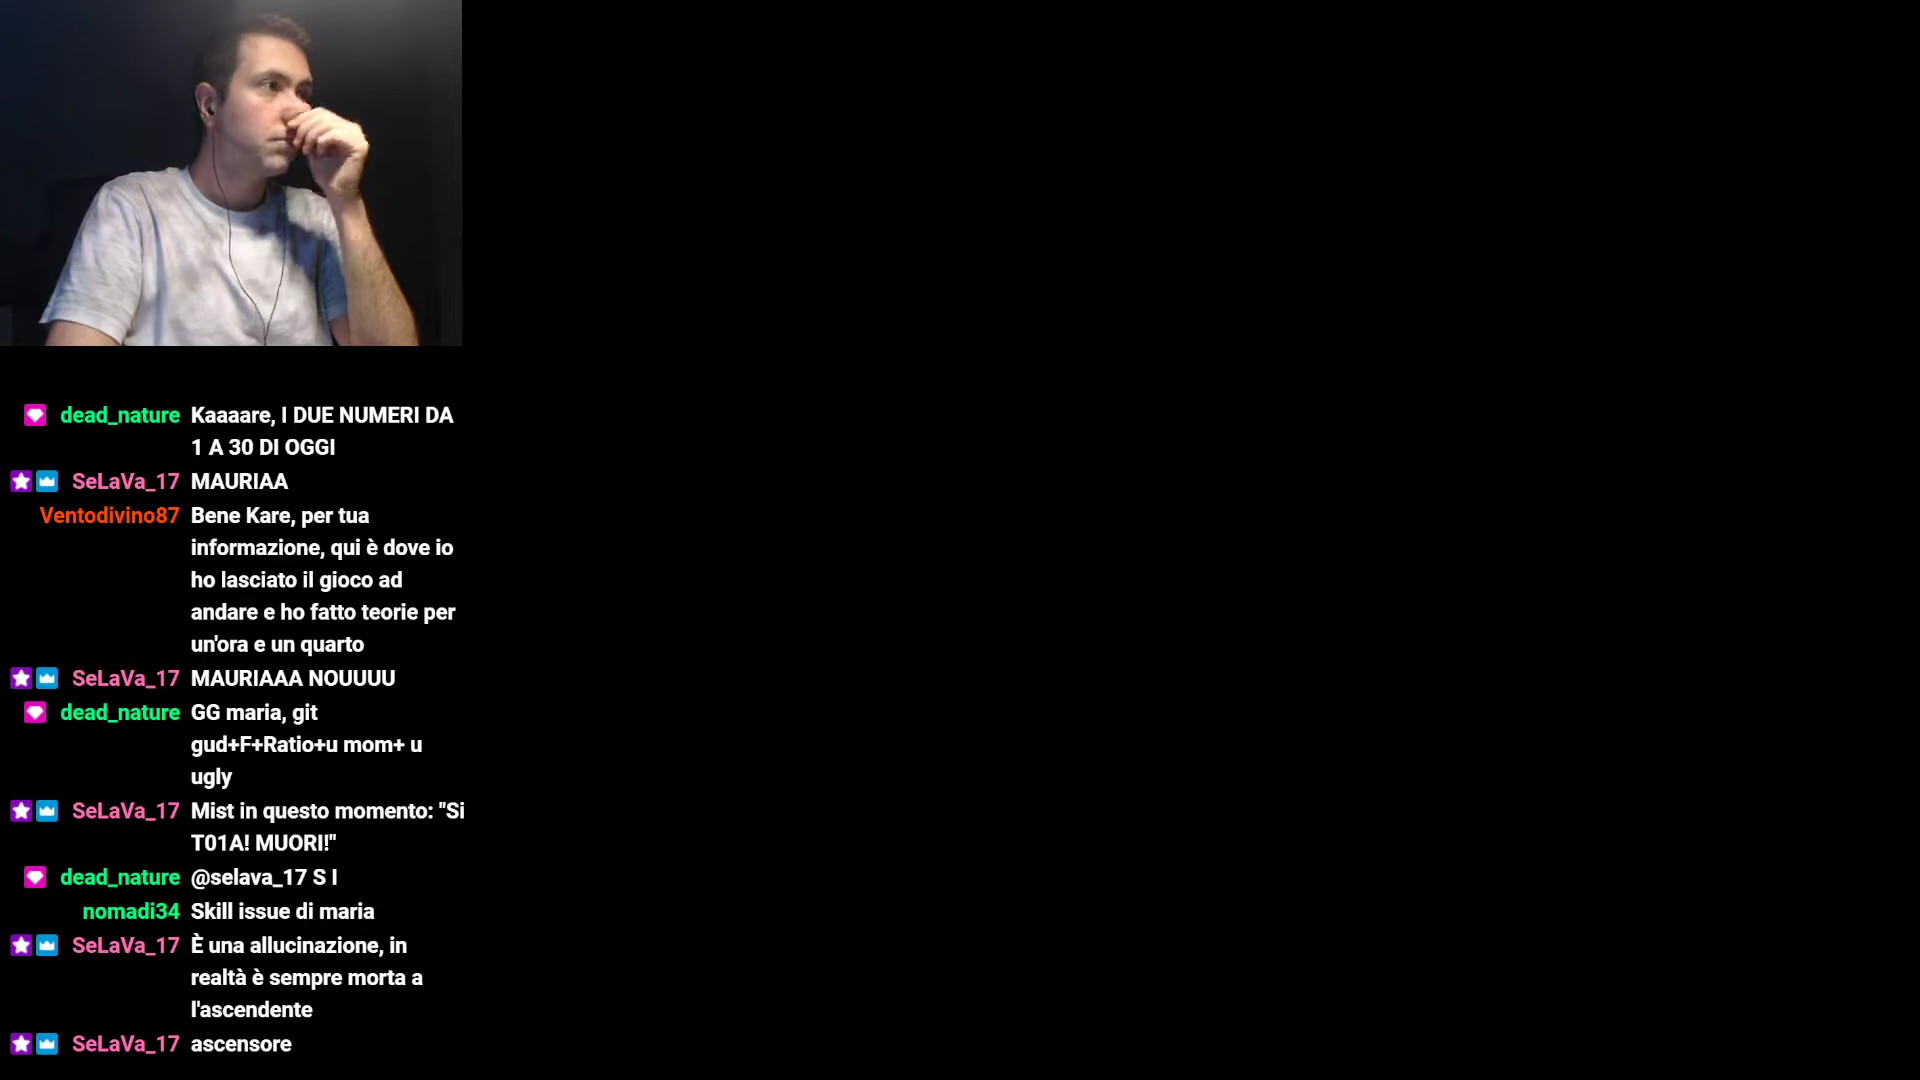 dead_nature Kaaaare, I DUE NUMERI DA
1 A 30 DI OGGI
SeLaVa_17 MAURIAA
Ventodivino87 Bene Kare, per tua
informazione, qui è dove io
ho lasciato il gioco ad
andare e ho fatto teorie per
un'ora e un quarto
SeLaVa_17 MAURIAAA NOUUUU
dead_nature GG maria, git
gud+F+Ratio+u mom+ u
ugly
SeLaVa_17 Mist in questo momento: "Si
T01A! MUORI!"
dead_nature @selava_17 S I
nomadi34 Skill issue di maria
SeLaVa_17 È una allucinazione, in
realtà è sempre morta a
l'ascendente
SeLaVa_17 ascensore